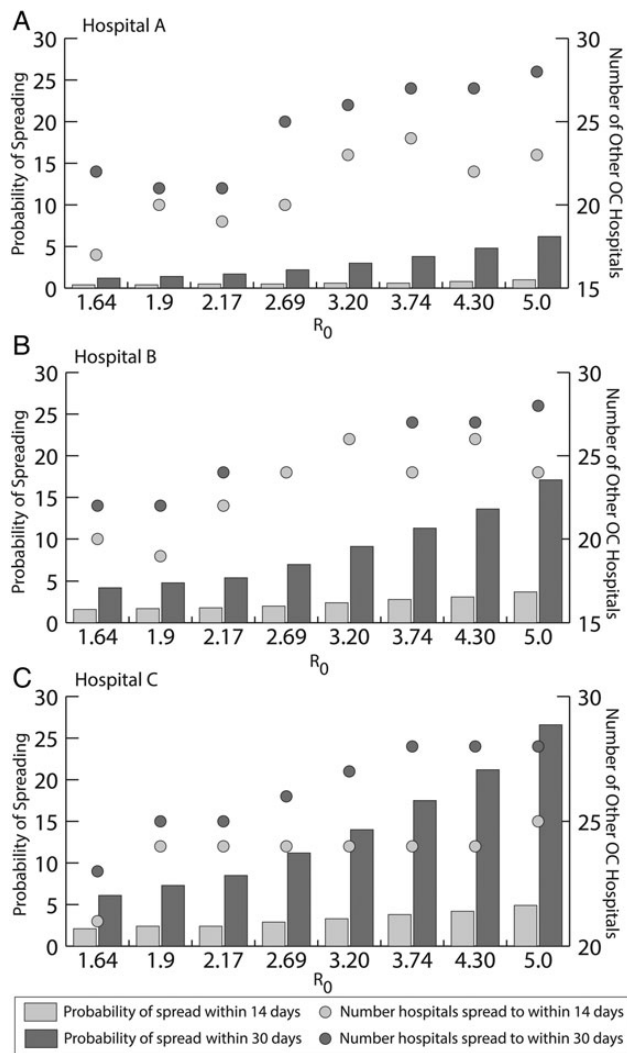 A
Hospital A
Probability of Spreading
Number of Other OC Hospitals
30
25
20
15
10
5
0
30
25
20
15
1.64 1.9 2.17 2.69 3.20 3.74 4.30 5.0
R0
B
Hospital B
Probability of Spreading
Number of Other OC Hospitals
30
25
20
15
10
5
0
30
25
20
15
1.64 1.9 2.17 2.69 3.20 3.74 4.30 5.0
R0
C
Hospital C
Probability of Spreading
Number of Other OC Hospitals
30
25
20
15
10
5
0
30
25
20
1.64 1.9 2.17 2.69 3.20 3.74 4.30 5.0
R0
Probability of spread within 14 days Number hospitals spread to within 14 days
Probability of spread within 30 days Number hospitals spread to within 30 days